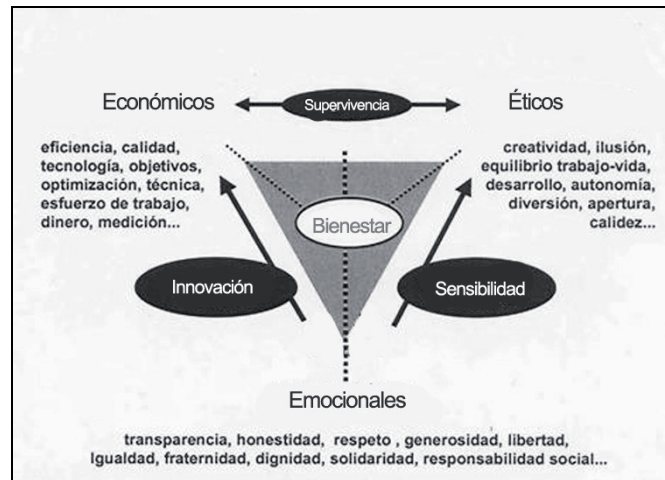 Económicos
Supervivencia
Éticos
eficiencia, calidad,
tecnología, objetivos,
optimización, técnica,
esfuerzo de trabajo,
dinero, medición...
creatividad, ilusión,
equilibrio trabajo-vida,
desarrollo, autonomía,
diversión, apertura,
calidez...
Bienestar
Innovación
Sensibilidad
Emocionales
transparencia, honestidad, respeto , generosidad, libertad,
Igualdad, fraternidad, dignidad, solidaridad, responsabilidad social...